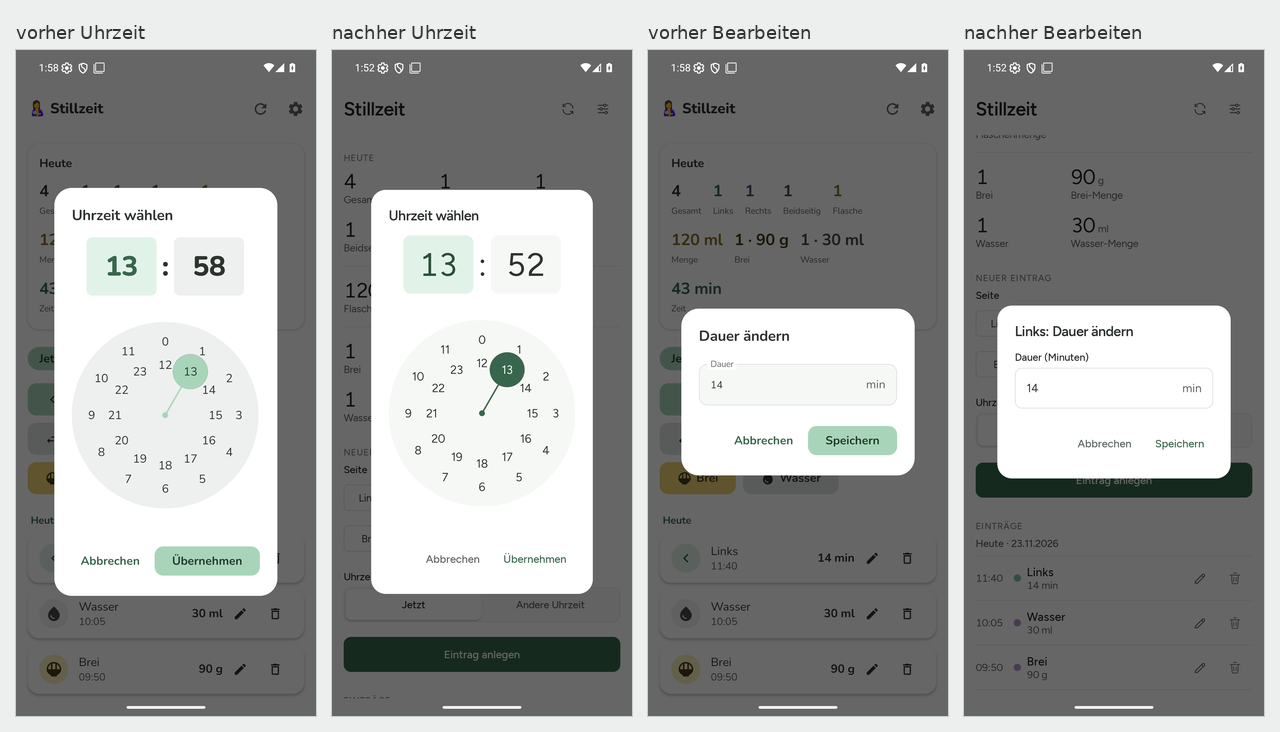 vorher Uhrzeit
1:58
Stillzeit
Heute
4
Uhrzeit wählen
13 : 58
0
11
1
12
23
13
10
22
14
2
9
21
15
3
20
16
8
19
18
17
4
7
6
5
Abbrechen
Übernehmen
Wasser
10:05
30 ml
Brei
09:50
90 g
nachher Uhrzeit
1:52
Stillzeit
HEUTE
4
1
1
Uhrzeit wählen
13 : 52
0
11
1
12
23
13
10
22
14
2
9
21
15
3
20
16
8
19
18
17
4
7
6
5
1
Brei
1
Seite
Abbrechen
Übernehmen
Jetzt
Andere Uhrzeit
Eintrag anlegen
vorher Bearbeiten
1:58
Stillzeit
Heute
4 1 1 1 1
Gesamt Links Rechts Beidseitig Flasche
120 ml 1 · 90 g 1 · 30 ml
Menge Brei Wasser
43 min
Zeit
Dauer ändern
Dauer
14 min
Abbrechen
Speichern
Brei
Wasser
Heute
Links
11:40
14 min
Wasser
10:05
30 ml
Brei
09:50
90 g
nachher Bearbeiten
1:52
Stillzeit
Flaschenmenge
1 90 g
Brei Brei-Menge
1 30 ml
Wasser Wasser-Menge
NEUER EINTRAG
Seite
Links: Dauer ändern
Dauer (Minuten)
14 min
Abbrechen
Speichern
Eintrag anlegen
EINTRÄGE
Heute · 23.11.2026
11:40 Links
14 min
10:05 Wasser
30 ml
09:50 Brei
90 g